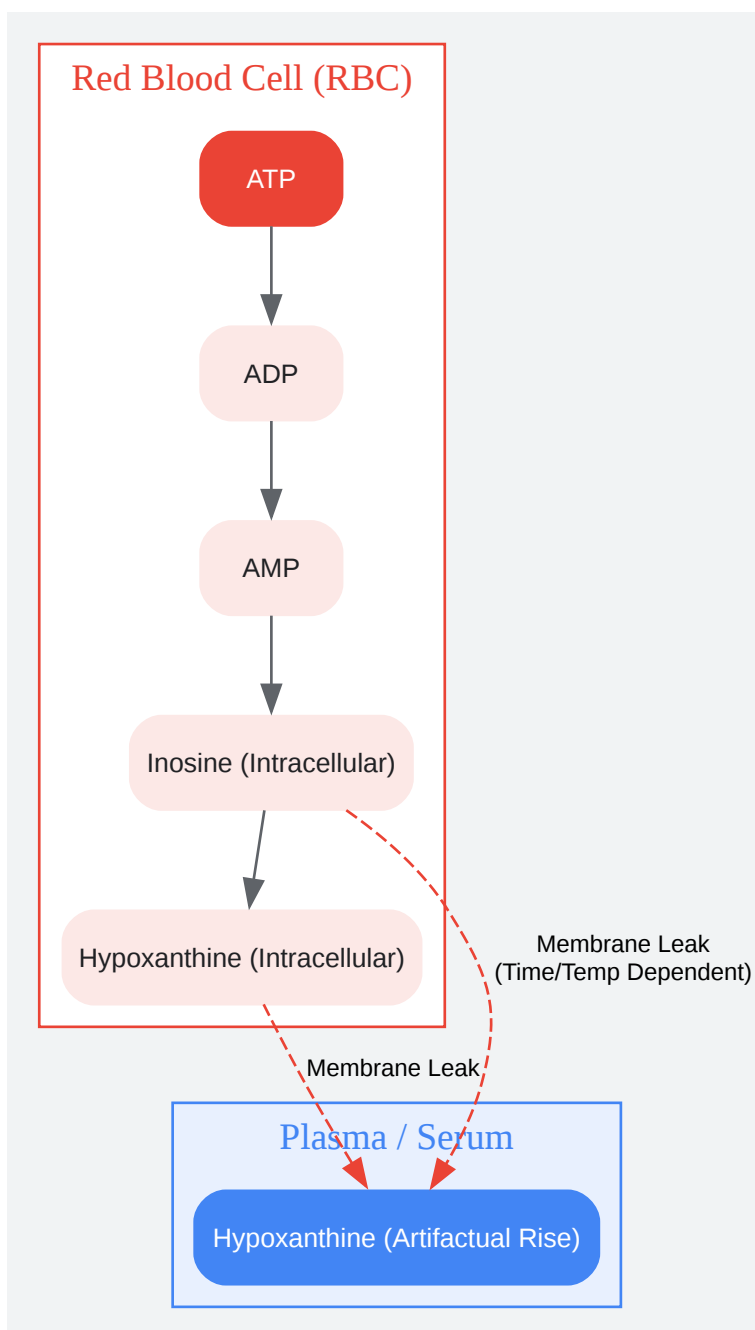 Red Blood Cell (RBC)
ATP
ADP
AMP
Inosine (Intracellular)
Hypoxanthine (Intracellular)
Membrane Leak
(Time/Temp Dependent)
Membrane Leak
Plasma / Serum
Hypoxanthine (Artifactual Rise)